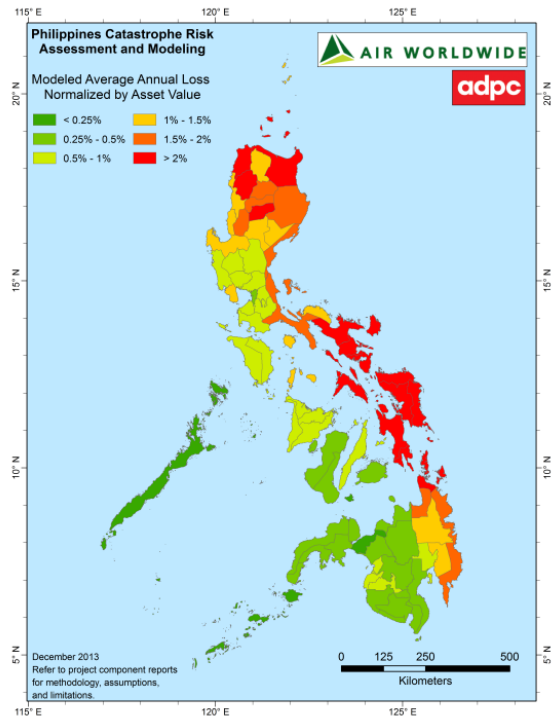 115° E
120° E
125° E
Philippines Catastrophe Risk
Assessment and Modeling
Modeled Average Annual Loss
Normalized by Asset Value
< 0.25%
0.25% - 0.5%
0.5% - 1%
1% - 1.5%
1.5% - 2%
> 2%
AIR WORLDWIDE
adpc
20° N
20° N
15° N
15° N
10° N
10° N
5° N
5° N
December 2013
Refer to project component reports
for methodology, assumptions,
and limitations.
0 125 250 500
Kilometers
115° E
120° E
125° E